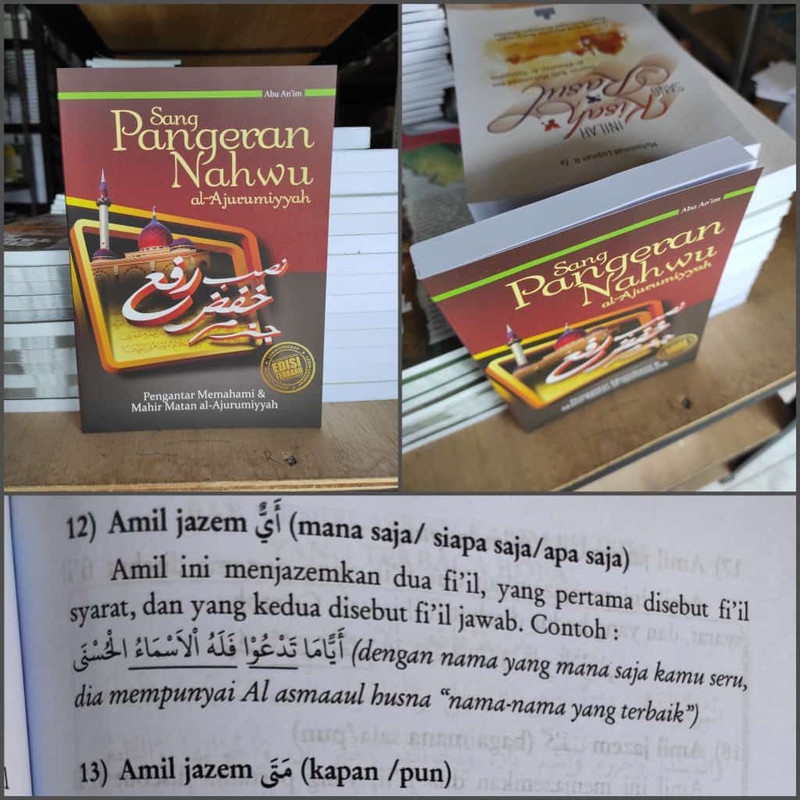 Abu An'im
Sang
Pangeran
Nahwu
al-Ajurumiyyah
نصب
رفع
خفض
جزم
EDISI
TERBARU
Pengantar Memahami &
Mahir Matan al-Ajurumiyyah
INILAH
Kisah
SANG
Rasul
Abu An'im
Sang
Pangeran
Nahwu
al-Ajurumiyyah
12) Amil jazem أَيٌّ (mana saja/ siapa saja/apa saja)
Amil ini menjazemkan dua fi'il, yang pertama disebut fi'il
syarat, dan yang kedua disebut fi'il jawab. Contoh :
أَيًّامَا تَدْعُوْا فَلَهُ الْاَسْمَاءُ الْحُسْنَى (dengan nama yang mana saja kamu seru,
dia mempunyai Al asmaaul husna “nama-nama yang terbaik”)
13) Amil jazem مَتَى (kapan /pun)